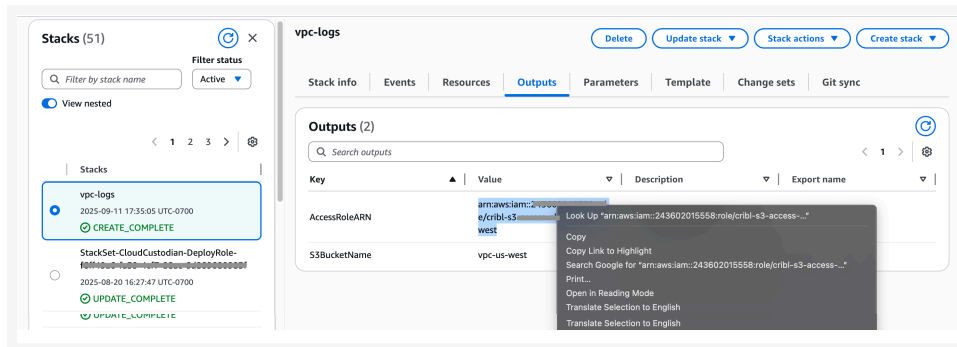 Stacks (51)
Filter status
Filter by stack name
Active
View nested
1 2 3
Stacks
vpc-logs
2025-09-11 17:35:05 UTC-0700
CREATE_COMPLETE
StackSet-CloudCustodian-DeployRole-
2025-08-20 16:27:47 UTC-0700
UPDATE_COMPLETE
UPDATE_COMPLETE
vpc-logs
Delete
Update stack
Stack actions
Create stack
Stack info
Events
Resources
Outputs
Parameters
Template
Change sets
Git sync
Outputs (2)
Search outputs
1
Key
Value
Description
Export name
AccessRoleARN
arn:aws:iam::
e/cribl-s3
west
S3BucketName
vpc-us-west
Look Up “arn:aws:iam::243602015558:role/cribl-s3-access-...”
Copy
Copy Link to Highlight
Search Google for “arn:aws:iam::243602015558:role/cribl-s3-access-...”
Print...
Open in Reading Mode
Translate Selection to English
Translate Selection to English